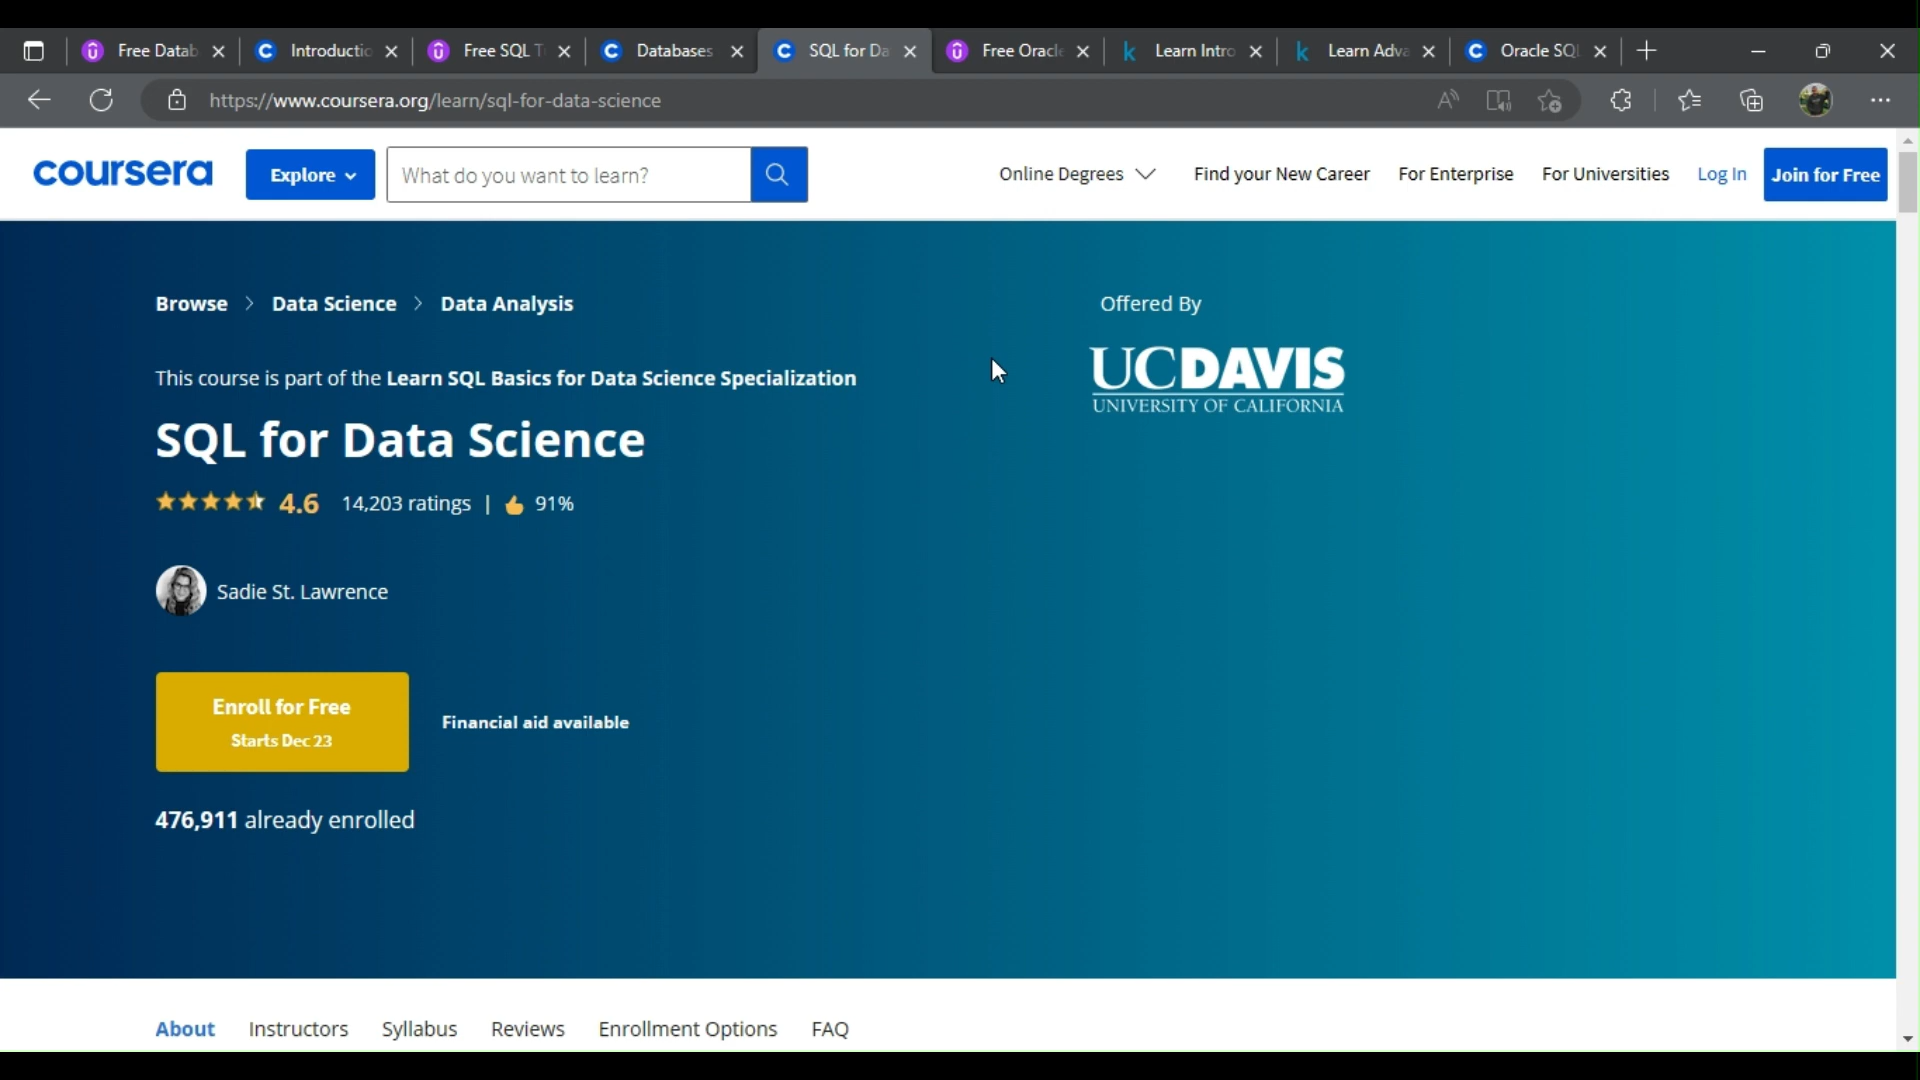 Free Datab
Introductio
Free SQL T
Databases
SQL for Da
Free Oracle
Learn Intro
Learn Adva
Oracle SQL
https://www.coursera.org/learn/sql-for-data-science
coursera
Explore
What do you want to learn?
Online Degrees
Find your New Career
For Enterprise
For Universities
Log In
Join for Free
Browse > Data Science > Data Analysis
Offered By
UCDAVIS
UNIVERSITY OF CALIFORNIA
This course is part of the Learn SQL Basics for Data Science Specialization
SQL for Data Science
4.6 14,203 ratings | 91%
Sadie St. Lawrence
Enroll for Free
Starts Dec 23
Financial aid available
476,911 already enrolled
About Instructors Syllabus Reviews Enrollment Options FAQ